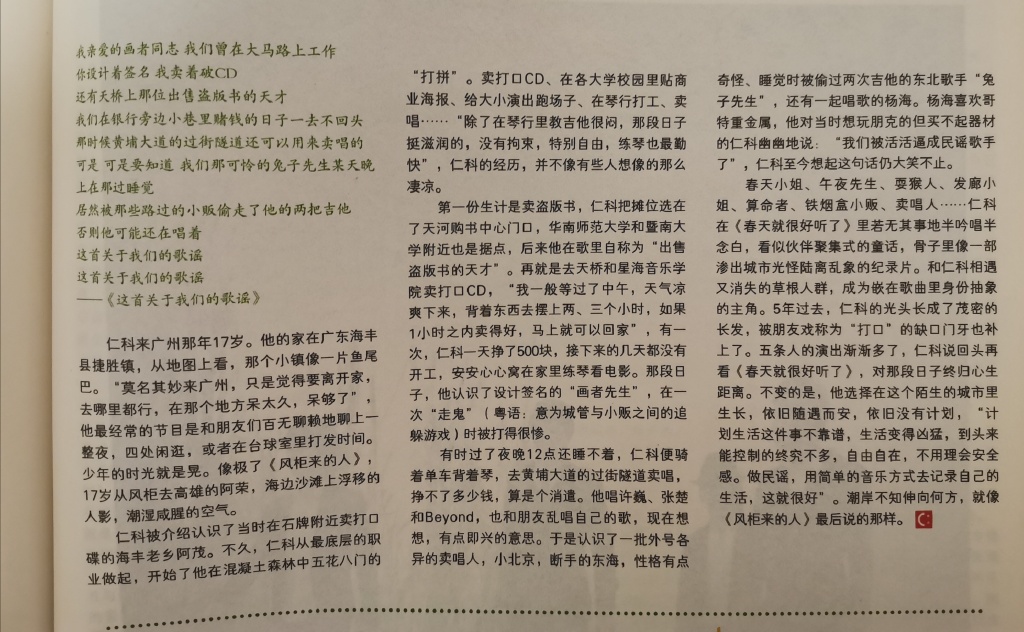 我亲爱的画者同志 我们曾在大马路上工作
你设计着签名 我卖着破CD
还有天桥上那位出售盗版书的天才
我们在银行旁边小巷里赌钱的日子一去不回头
那时候黄埔大道的过街隧道还可以用来卖唱的
可是 可是要知道 我们那可怜的兔子先生某天晚
上在那过睡觉
居然被那些路过的小贩偷走了他的两把吉他
否则他可能还在唱着
这首关于我们的歌谣
这首关于我们的歌谣
——《这首关于我们的歌谣》
仁科来广州那年17岁。他的家在广东海丰
县捷胜镇，从地图上看，那个小镇像一片鱼尾
巴。“莫名其妙来广州，只是觉得要离开家，
去哪里都行，在那个地方呆太久，呆够了”，
他最经常的节目是和朋友们百无聊赖地聊上一
整夜，四处闲逛，或者在台球室里打发时间。
少年的时光就是晃。像极了《风柜来的人》，
17岁从风柜去高雄的阿荣，海边沙滩上浮移的
人影，潮湿咸腥的空气。
仁科被介绍认识了当时在石牌附近卖打口
碟的海丰老乡阿茂。不久，仁科从最底层的职
业做起，开始了他在混凝土森林中五花八门的
“打拼”。卖打口CD、在各大学校园里贴商
业海报、给大小演出跑场子、在琴行打工、卖
唱……“除了在琴行里教吉他很闷，那段日子
挺滋润的，没有拘束，特别自由，练琴也最勤
快”，仁科的经历，并不像有些人想像的那么
凄凉。
第一份生计是卖盗版书，仁科把摊位选在
了天河购书中心门口，华南师范大学和暨南大
学附近也是据点，后来他在歌里自称为“出售
盗版书的天才”。再就是去天桥和星海音乐学
院卖打口CD，“我一般等过了中午，天气凉
爽下来，背着东西去摆上两、三个小时，如果
1小时之内卖得好，马上就可以回家”，有一
次，仁科一天挣了500块，接下来的几天都没有
开工，安安心心窝在家里练琴看电影。那段日
子，他认识了设计签名的“画者先生”，在一
次“走鬼”（粤语：意为城管与小贩之间的追
躲游戏）时被打得很惨。
有时过了夜晚12点还睡不着，仁科便骑
着单车背着琴，去黄埔大道的过街隧道卖唱，
挣不了多少钱，算是个消遣。他唱许巍、张楚
和Beyond，也和朋友乱唱自己的歌，现在想
想，有点即兴的意思。于是认识了一批外号各
异的卖唱人，小北京，断手的东海，性格有点
奇怪、睡觉时被偷过两次吉他的东北歌手“兔
子先生”，还有一起唱歌的杨海。杨海喜欢哥
特重金属，他对当时想玩朋克的但买不起器材
的仁科幽幽地说：“我们被活活逼成民谣歌手
了”，仁科至今想起这句话仍大笑不止。
春天小姐、午夜先生、耍猴人、发廊小
姐、算命者、铁烟盒小贩、卖唱人……仁科
在《春天就很好听了》里若无其事地半吟唱半
念白，看似伙伴聚集式的童话，骨子里像一部
渗出城市光怪陆离乱象的纪录片。和仁科相遇
又消失的草根人群，成为嵌在歌曲里身份抽象
的主角。5年过去，仁科的光头长成了茂密的
长发，被朋友戏称为“打口”的缺口门牙也补
上了。五条人的演出渐渐多了，仁科说回头再
看《春天就很好听了》，对那段日子终归心生
距离。不变的是，他选择在这个陌生的城市里
生长，依旧随遇而安，依旧没有计划，“计
划生活这件事不靠谱，生活变得凶猛，到头来
能控制的终究不多，自由自在，不用理会安全
感。做民谣，用简单的音乐方式去记录自己的
生活，这就很好”。潮岸不知伸向何方，就像
《风柜来的人》最后说的那样。